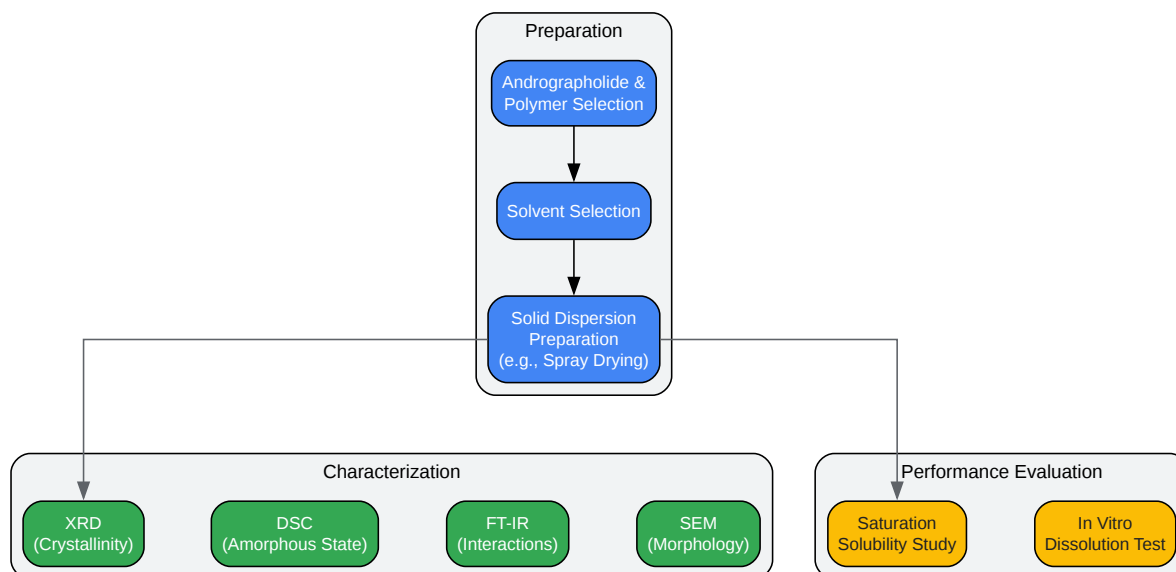 Preparation
Andrographolide &
Polymer Selection
Solvent Selection
Solid Dispersion
Preparation
(e.g., Spray Drying)
Characterization
XRD
(Crystallinity)
DSC
(Amorphous State)
FT-IR
(Interactions)
SEM
(Morphology)
Performance Evaluation
Saturation
Solubility Study
In Vitro
Dissolution Test